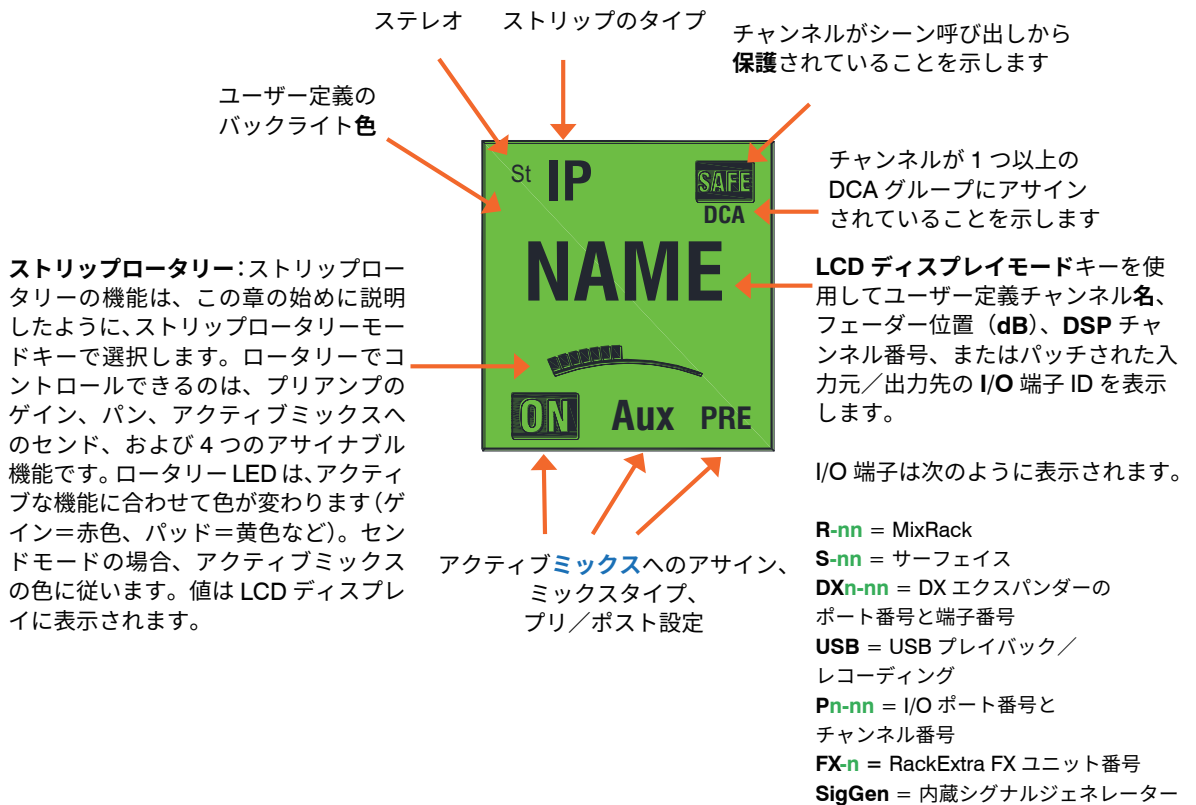 ステレオ
ストリップのタイプ
チャンネルがシーン呼び出しから
保護されていることを示します
ユーザー定義の
バックライト色
St IP
SAFE
DCA
NAME
ON Aux PRE
チャンネルが 1 つ以上の
DCA グループにアサイン
されていることを示します
ストリップロータリー：ストリップロー
タリーの機能は、この章の始めに説明
したように、ストリップロータリーモー
ドキーで選択します。ロータリーでコ
ントロールできるのは、プリアンプの
ゲイン、パン、アクティブミックスへ
のセンド、および 4 つのアサイナブル
機能です。ロータリー LED は、アクティ
ブな機能に合わせて色が変わります（ゲ
イン＝赤色、パッド＝黄色など）。セン
ドモードの場合、アクティブミックス
の色に従います。値は LCD ディスプレ
イに表示されます。
LCD ディスプレイモードキーを使
用してユーザー定義チャンネル名、
フェーダー位置（dB）、DSP チャ
ンネル番号、またはパッチされた入
力元／出力先の I/O 端子 ID を表示
します。
I/O 端子は次のように表示されます。
R-nn = MixRack
S-nn = サーフェイス
DXn-nn = DX エクスパンダーの
ポート番号と端子番号
USB = USB プレイバック／
レコーディング
Pn-nn = I/O ポート番号と
チャンネル番号
FX-n = RackExtra FX ユニット番号
SigGen = 内蔵シグナルジェネレーター
アクティブミックスへのアサイン、
ミックスタイプ、
プリ／ポスト設定